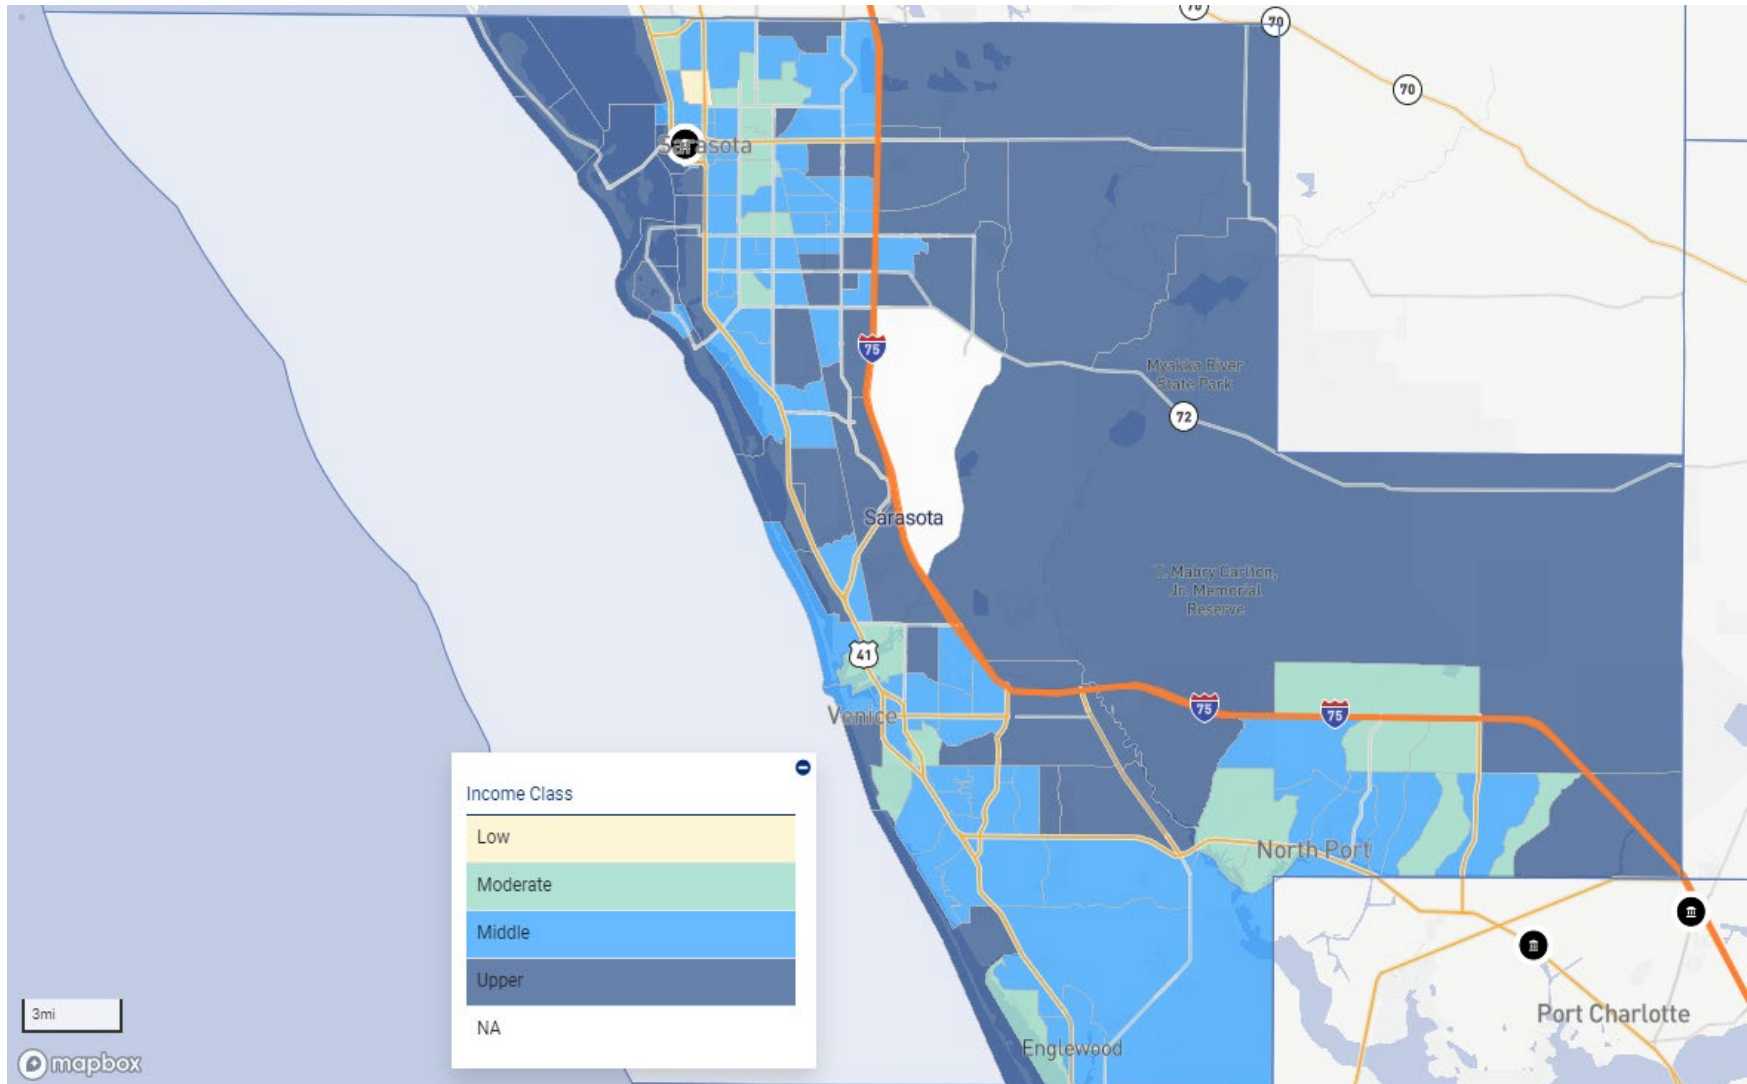 70
70
70
Sarasota
75
Myakka River
State Park
72
Sarasota
T. Mabry Carlton,
Jr. Memorial
Reserve
41
75
75
Venice
Income Class
Low
Moderate
Middle
Upper
NA
North Port
Port Charlotte
Englewood
3mi
mapbox